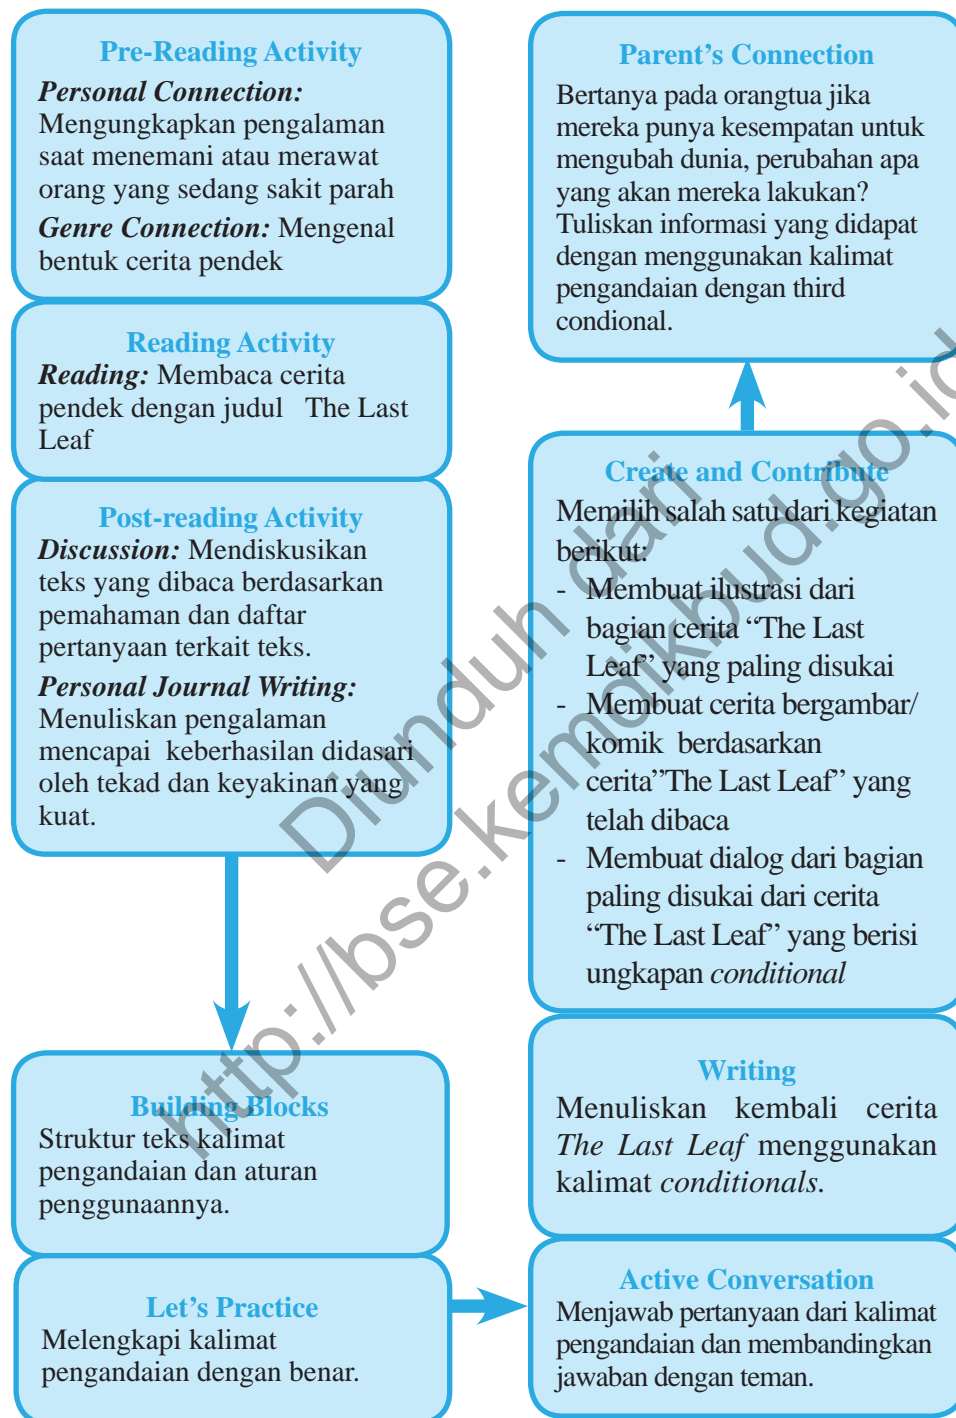 Pre-Reading Activity
Personal Connection:
Mengungkapkan pengalaman
saat menemani atau merawat
orang yang sedang sakit parah
Genre Connection: Mengenal
bentuk cerita pendek
Reading Activity
Reading: Membaca cerita
pendek dengan judul The Last
Leaf
Post-reading Activity
Discussion: Mendiskusikan
teks yang dibaca berdasarkan
pemahaman dan daftar
pertanyaan terkait teks.
Personal Journal Writing:
Menuliskan pengalaman
mencapai keberhasilan didasari
oleh tekad dan keyakinan yang
kuat.
Building Blocks
Struktur teks kalimat
pengandaian dan aturan
penggunaannya.
Let's Practice
Melengkapi kalimat
pengandaian dengan benar.
Active Conversation
Menjawab pertanyaan dari kalimat
pengandaian dan membandingkan
jawaban dengan teman.
Writing
Menuliskan kembali cerita
The Last Leaf menggunakan
kalimat conditionals.
Create and Contribute
Memilih salah satu dari kegiatan
berikut:
- Membuat ilustrasi dari
bagian cerita “The Last
Leaf” yang paling disukai
- Membuat cerita bergambar/
komik berdasarkan
cerita”The Last Leaf” yang
telah dibaca
- Membuat dialog dari bagian
paling disukai dari cerita
“The Last Leaf” yang berisi
ungkapan conditional
Parent's Connection
Bertanya pada orangtua jika
mereka punya kesempatan untuk
mengubah dunia, perubahan apa
yang akan mereka lakukan?
Tuliskan informasi yang didapat
dengan menggunakan kalimat
pengandaian dengan third
condional.
Diunduh dari
http://bse.kemdikbud.go.id